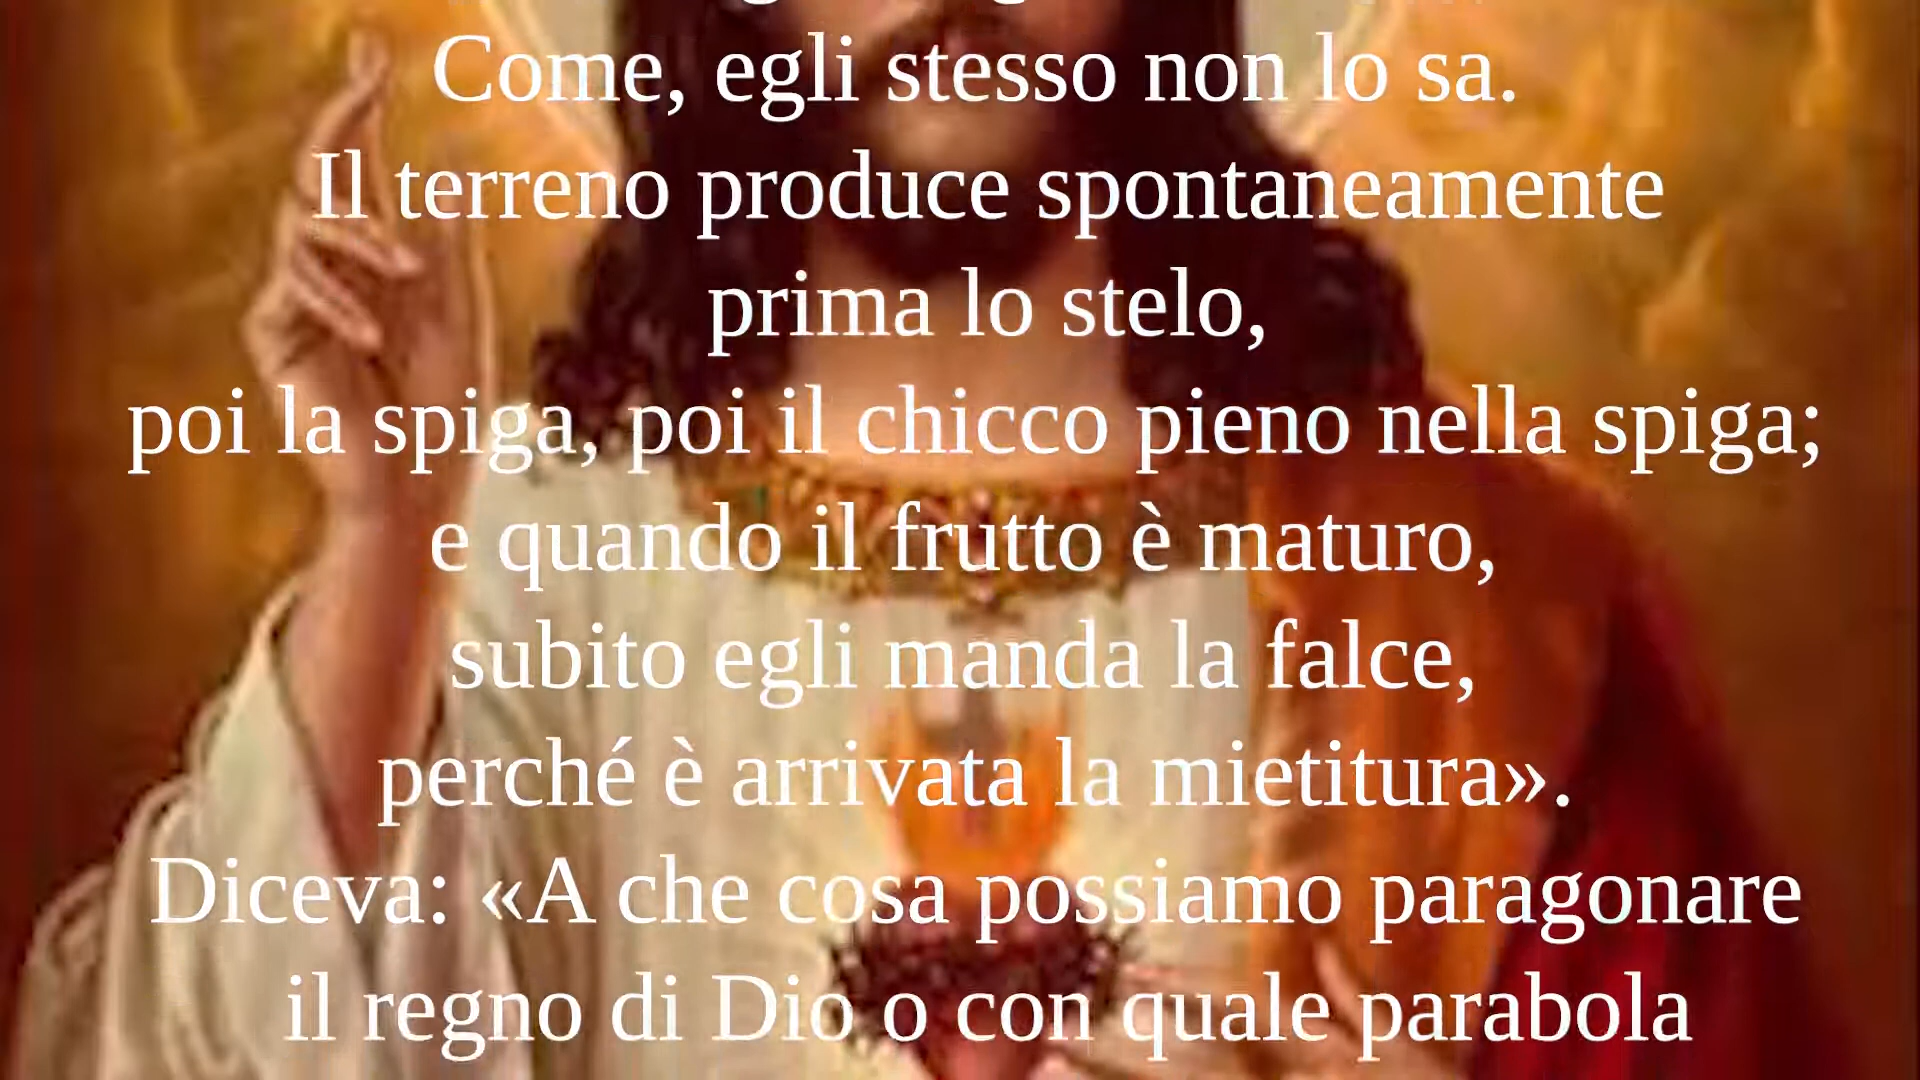 Come, egli stesso non lo sa.
Il terreno produce spontaneamente
prima lo stelo,
poi la spiga, poi il chicco pieno nella spiga;
e quando il frutto è maturo,
subito egli manda la falce,
perché è arrivata la mietitura».
Diceva: «A che cosa possiamo paragonare
il regno di Dio o con quale parabola